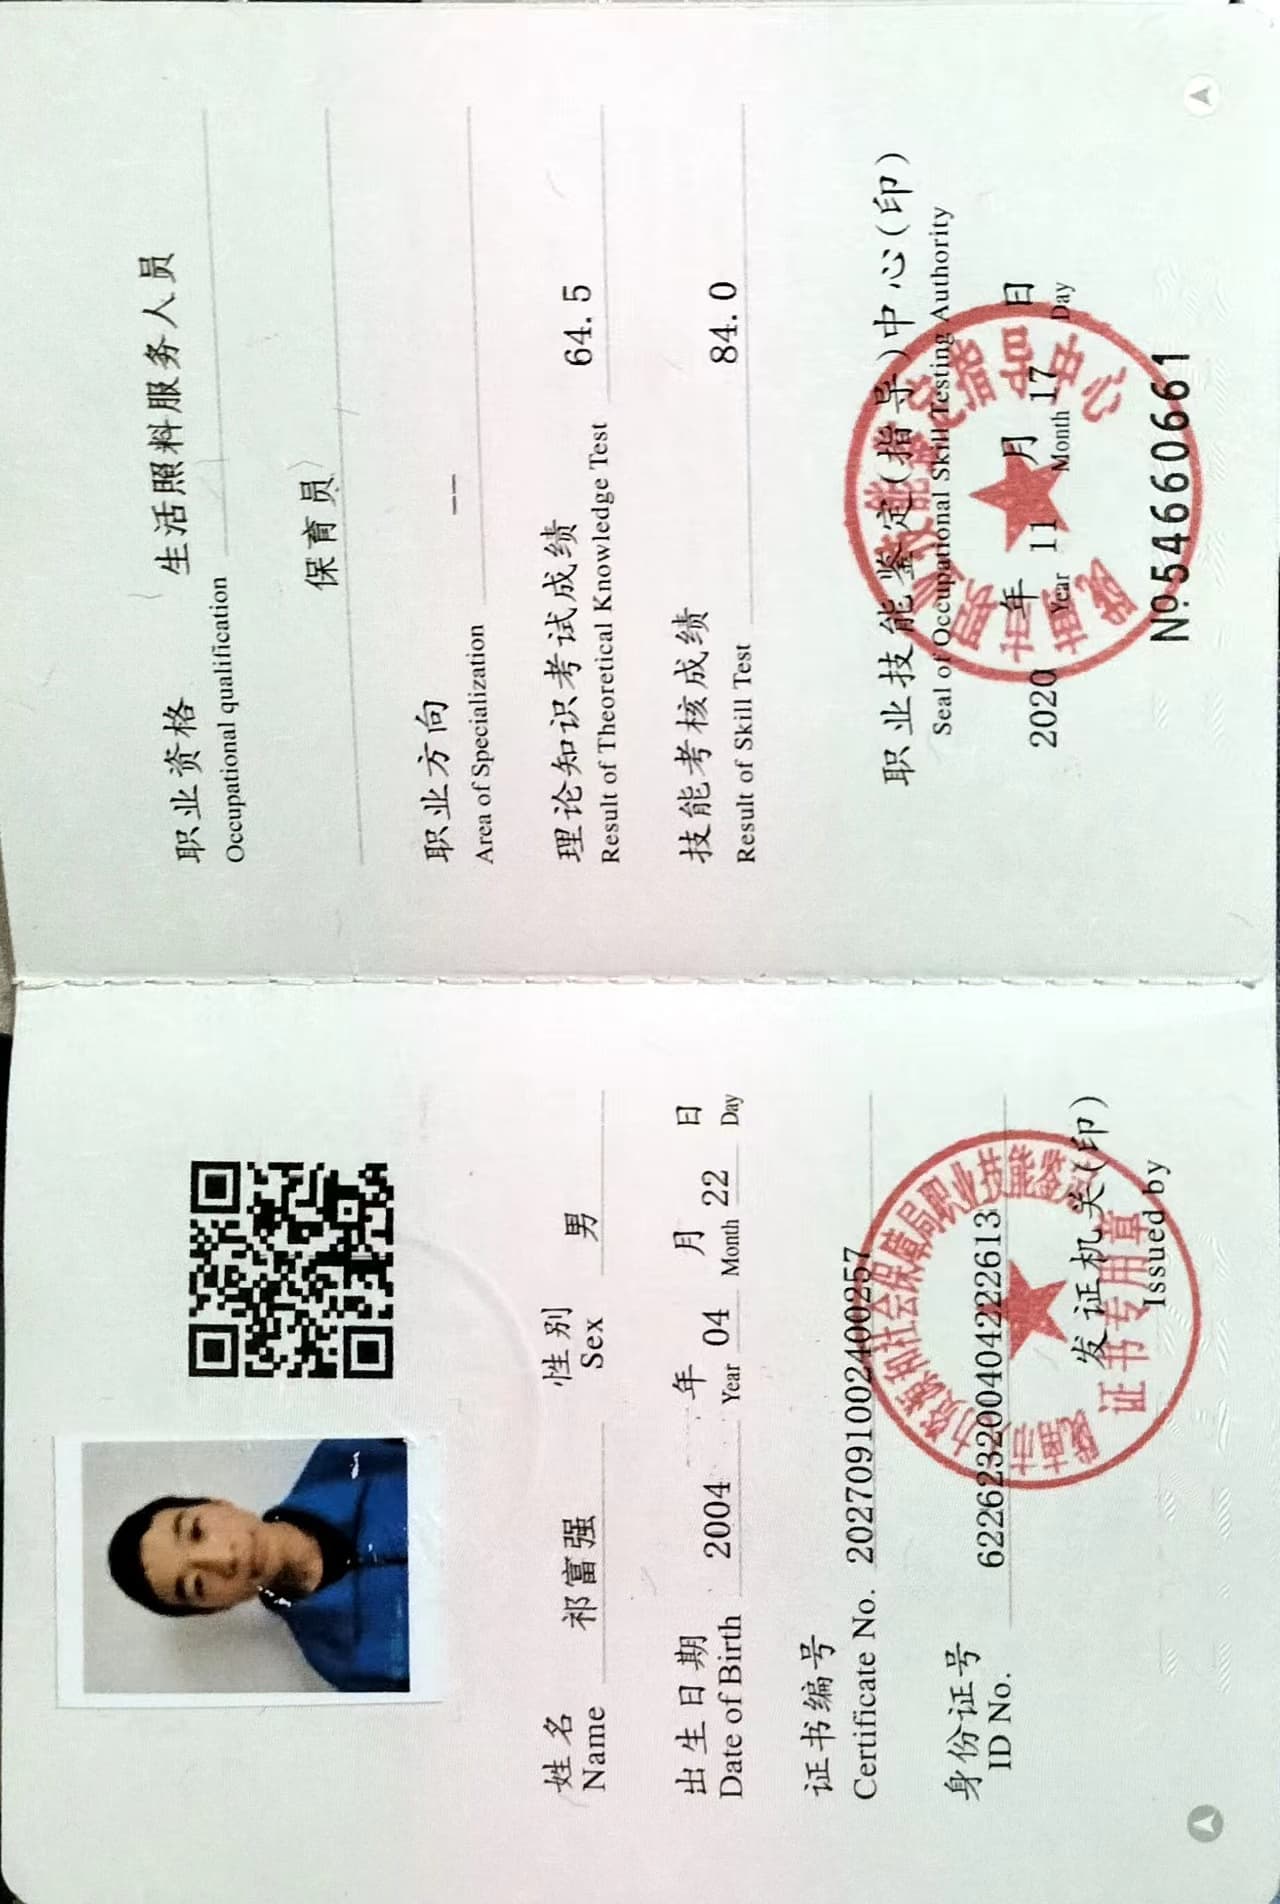 姓名
Name 祁富强
性别
Sex 男
出生日期 年 月 日
Date of Birth 2004 Year 04 Month 22 Day
证书编号
Certificate No. 2027091002400257
身份证号
ID No. 622623200404222613
陇南市人力资源和社会保障局职业技能鉴定
发证机关(印)
证书专用章
Issued by
职业资格 生活照料服务人员
Occupational qualification
保育员
职业方向
Area of Specialization --
理论知识考试成绩
Result of Theoretical Knowledge Test 64.5
技能考核成绩
Result of Skill Test 84.0
职业技能鉴定(指导)中心(印)
Seal of Occupational Skill Testing Authority
陇南市职业技能鉴定指导中心
2020 年 11 月 17 日
Year Month Day
№54660661